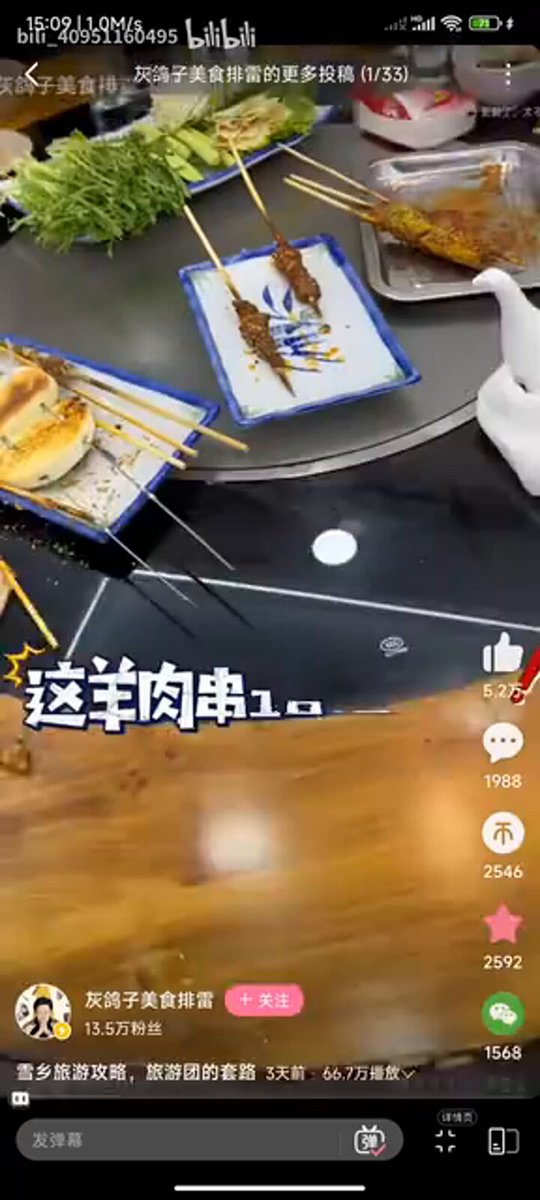 15:09 | 1.0M/s
bili_40951160495 bilibili
灰鸽子美食排雷的更多投稿 (1/33)
灰鸽子美食排
这羊肉串10
5.2万
1988
2546
2592
1568
灰鸽子美食排雷
+ 关注
13.5万粉丝
雪乡旅游攻略，旅游团的套路 3天前 · 66.7万播放
发弹幕
弹
详情页